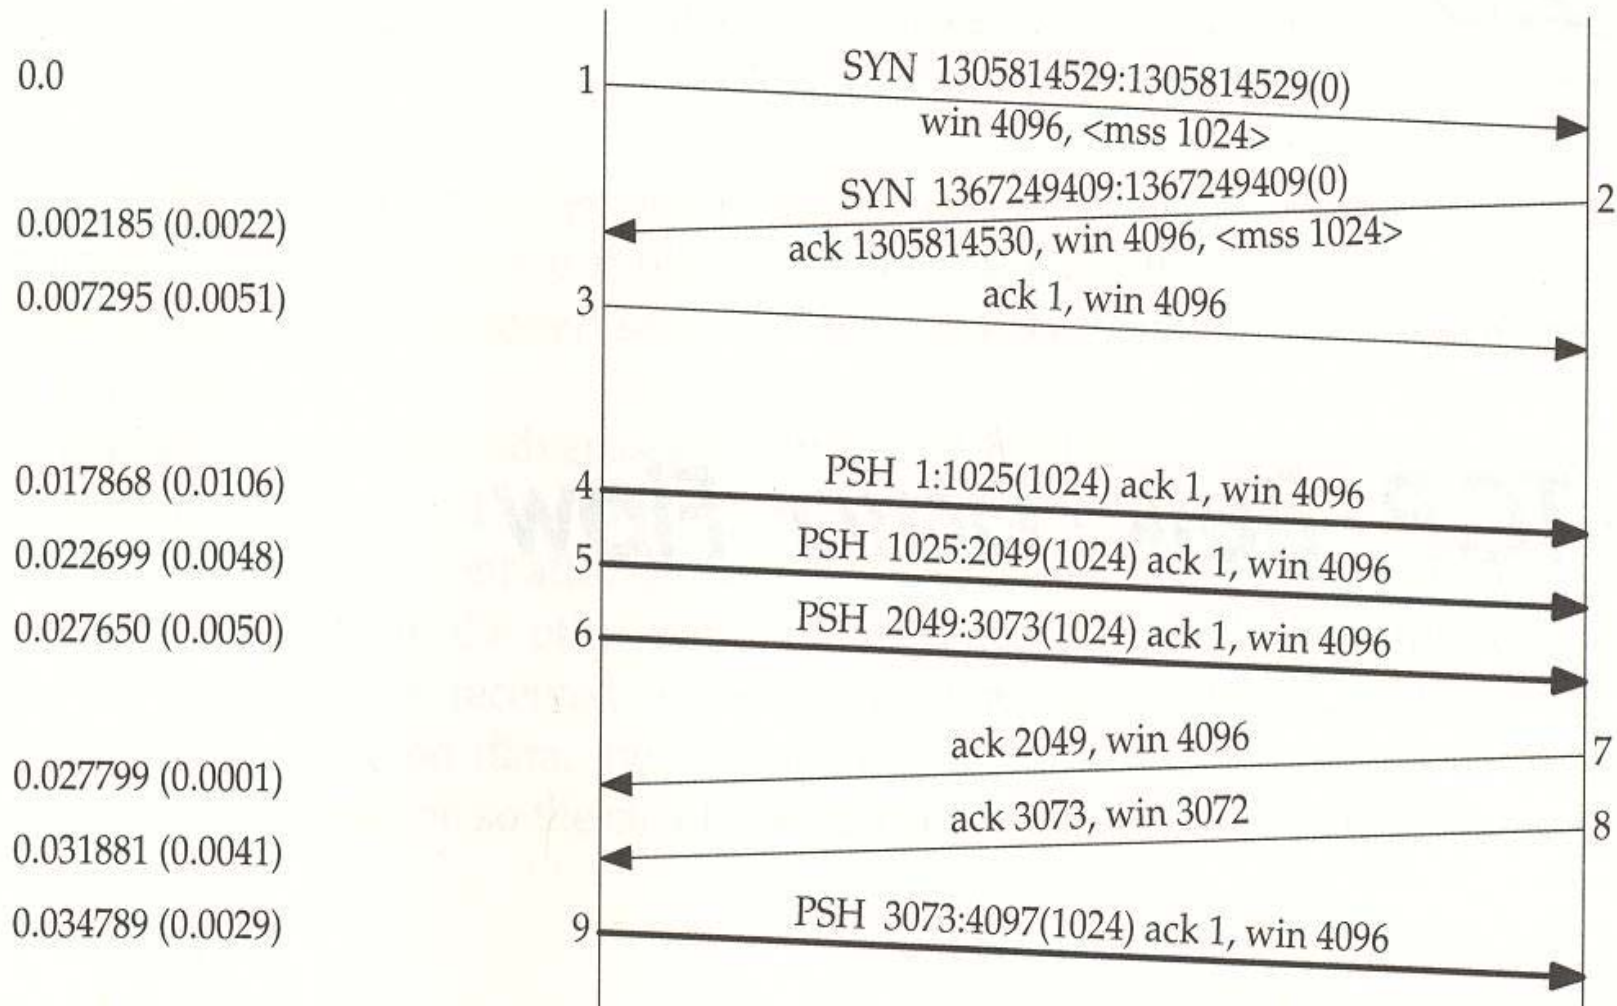 0.0
1
SYN 1305814529:1305814529(0)
win 4096, <mss 1024>
SYN 1367249409:1367249409(0)
2
0.002185 (0.0022)
ack 1305814530, win 4096, <mss 1024>
0.007295 (0.0051)
3
ack 1, win 4096
0.017868 (0.0106)
4
PSH 1:1025(1024) ack 1, win 4096
0.022699 (0.0048)
5
PSH 1025:2049(1024) ack 1, win 4096
0.027650 (0.0050)
6
PSH 2049:3073(1024) ack 1, win 4096
ack 2049, win 4096
7
0.027799 (0.0001)
ack 3073, win 3072
8
0.031881 (0.0041)
0.034789 (0.0029)
9
PSH 3073:4097(1024) ack 1, win 4096